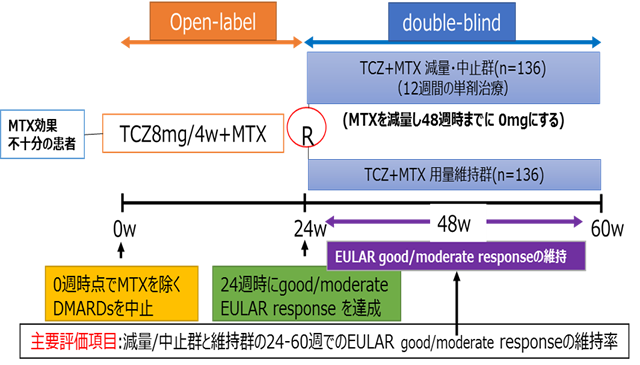 Open-label
double-blind
TCZ+MTX 減量・中止群(n=136)
(12週間の単剤治療)
MTX効果
不十分の患者
TCZ8mg/4w+MTX
R
(MTXを減量し48週時までに 0mgにする)
TCZ+MTX 用量維持群(n=136)
0w
24w
48w
60w
EULAR good/moderate responseの維持
0週時点でMTXを除く
DMARDsを中止
24週時にgood/moderate
EULAR response を達成
主要評価項目:減量/中止群と維持群の24-60週でのEULAR good/moderate responseの維持率